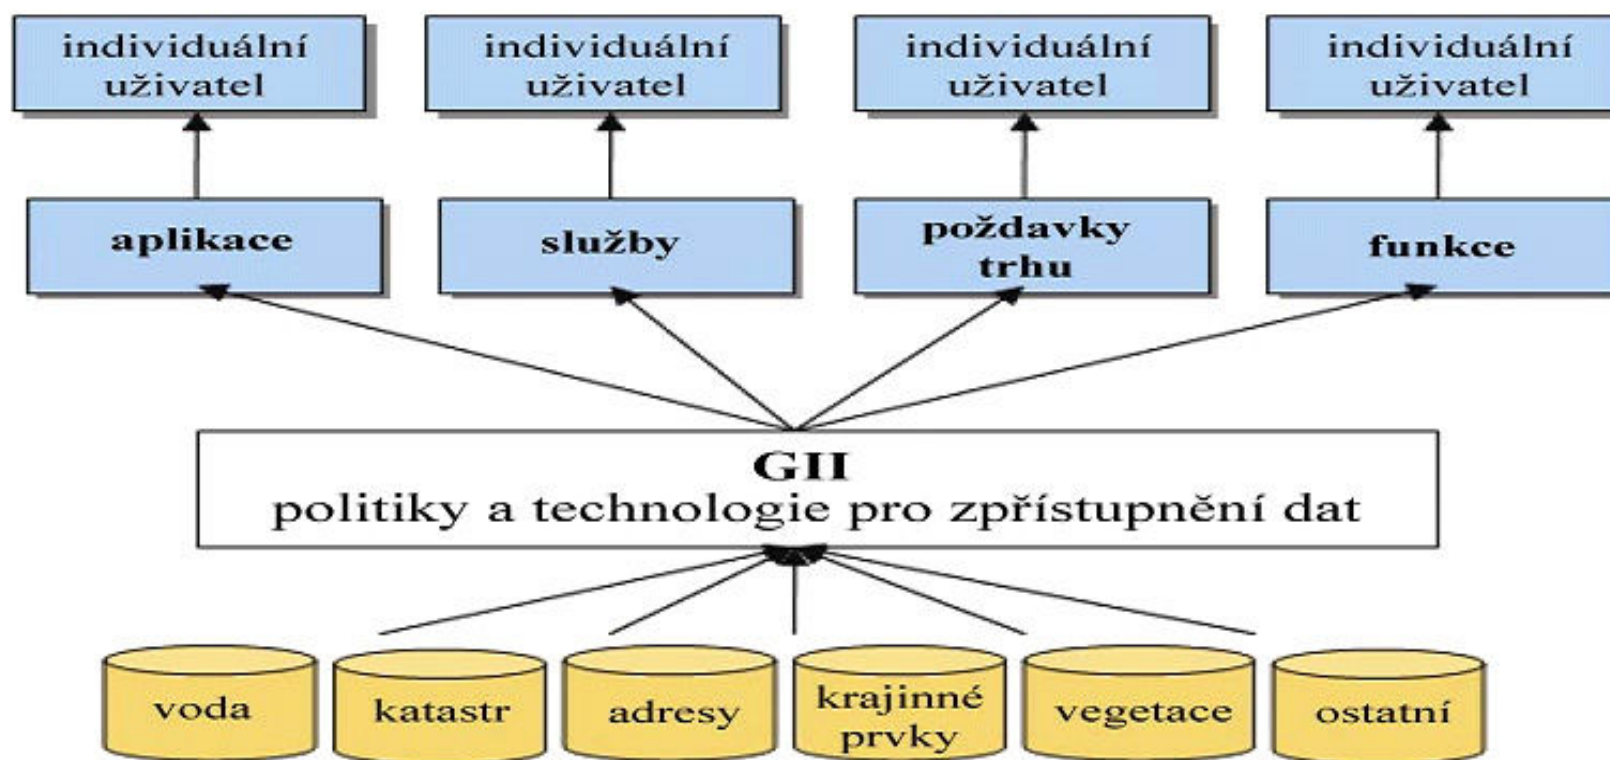 individuální
uživatel
individuální
uživatel
individuální
uživatel
individuální
uživatel
aplikace
služby
poždavky
trhu
funkce
GII
politiky a technologie pro zpřístupnění dat
voda
katastr
adresy
krajinné
prvky
vegetace
ostatní